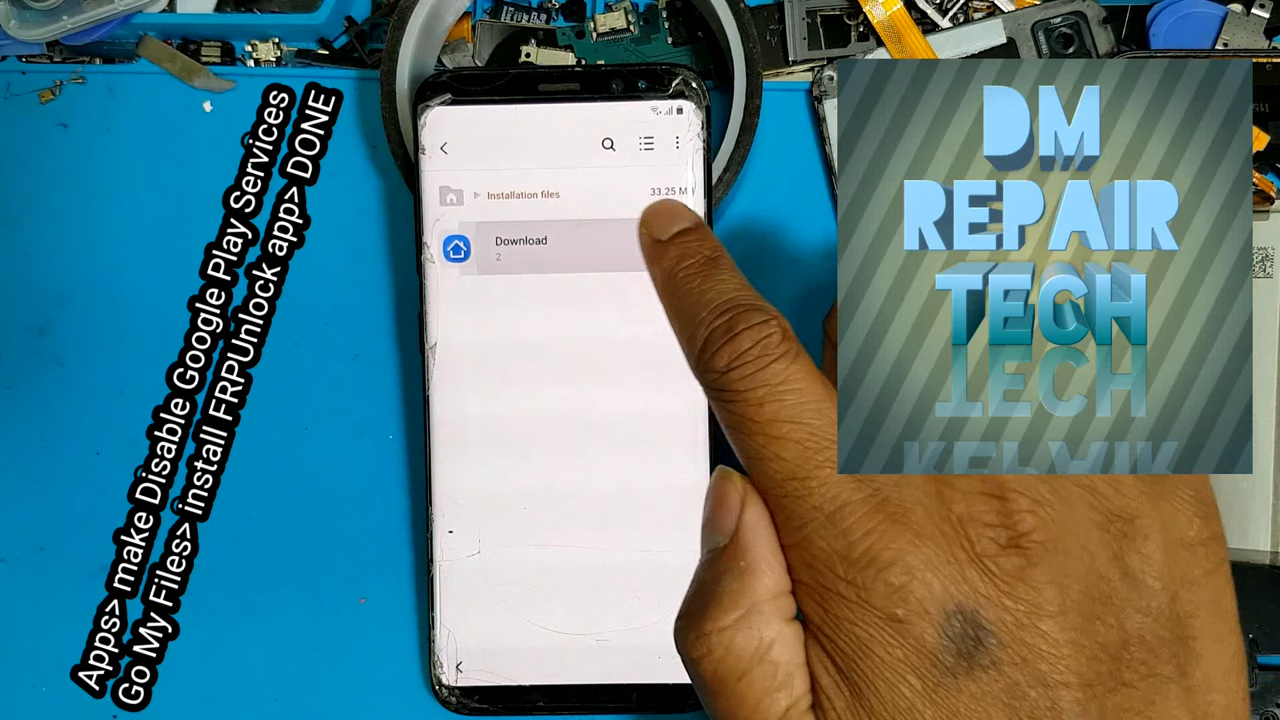 Apps> make Disable Google Play Services
Go My Files> install FRPUnlock app> DONE
Installation files
33.25 M
Download
2
DM
REPAIR
TECH